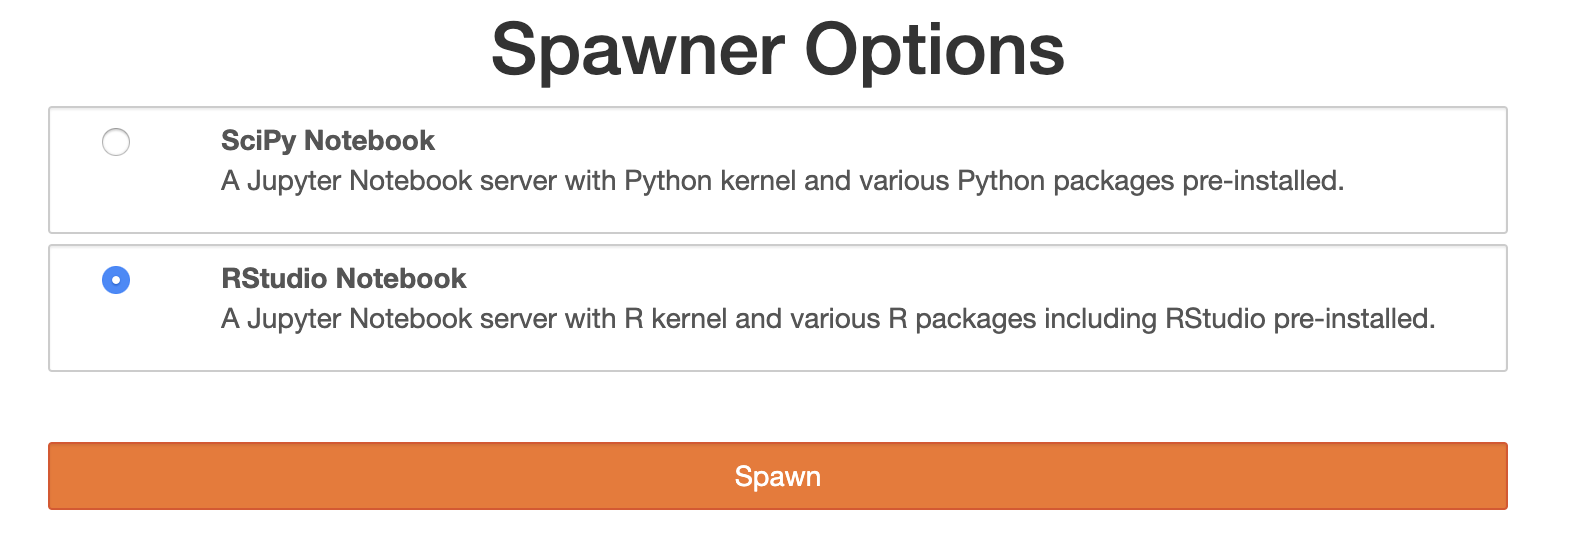 Spawner Options
SciPy Notebook
A Jupyter Notebook server with Python kernel and various Python packages pre-installed.
RStudio Notebook
A Jupyter Notebook server with R kernel and various R packages including RStudio pre-installed.
Spawn